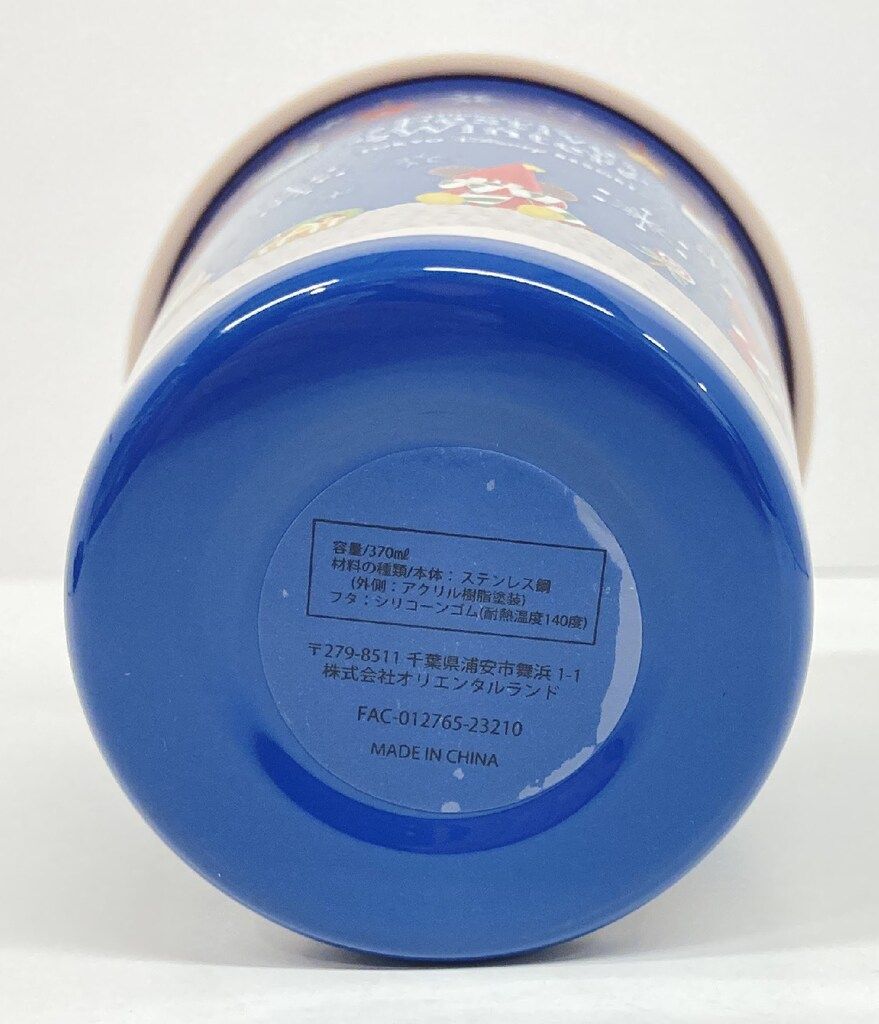 容量/370㎖
材料の種類/本体：ステンレス鋼
(外側：アクリル樹脂塗装)
フタ：シリコーンゴム(耐熱温度140度)
〒279-8511 千葉県浦安市舞浜 1-1
株式会社オリエンタルランド
FAC-012765-23210
MADE IN CHINA